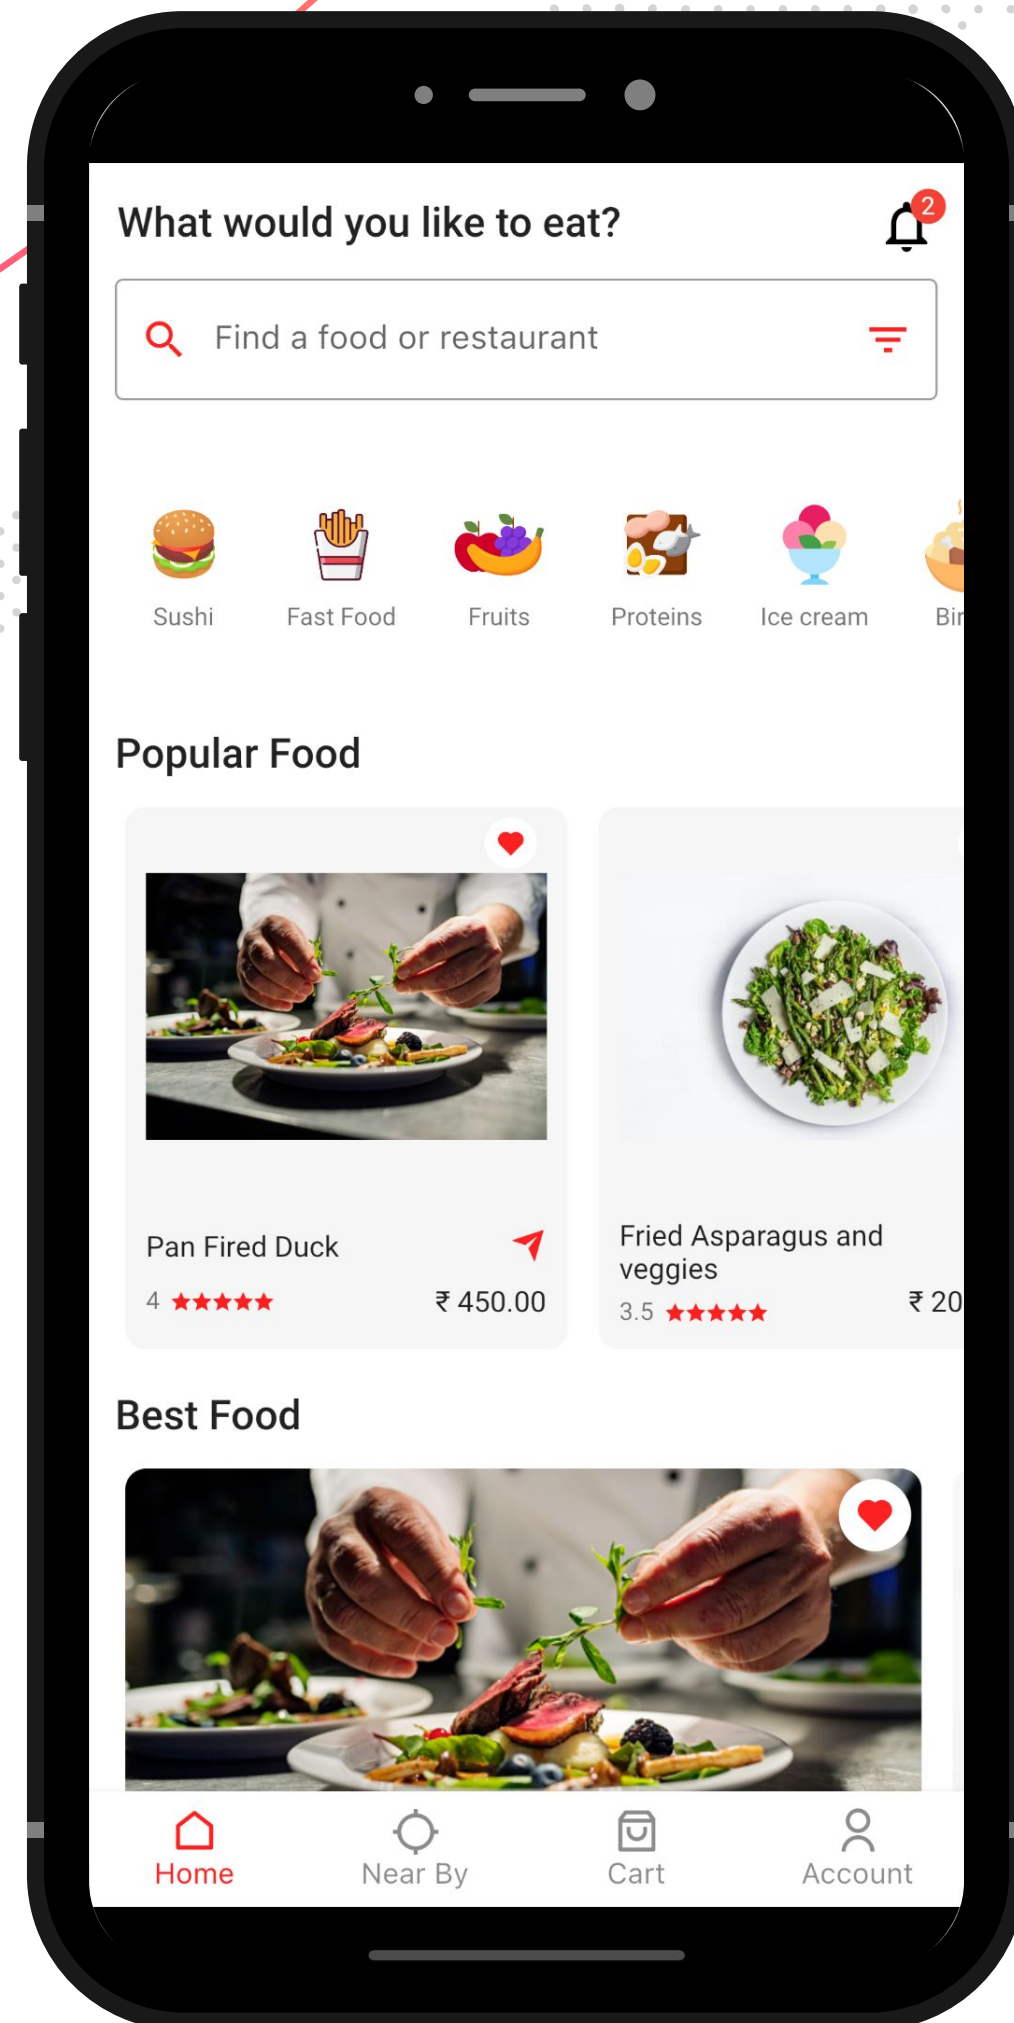 What would you like to eat?
2
Find a food or restaurant
Sushi
Fast Food
Fruits
Proteins
Ice cream
Popular Food
Pan Fired Duck
4
₹ 450.00
Fried Asparagus and
veggies
3.5
₹ 20
Best Food
Home
Near By
Cart
Account